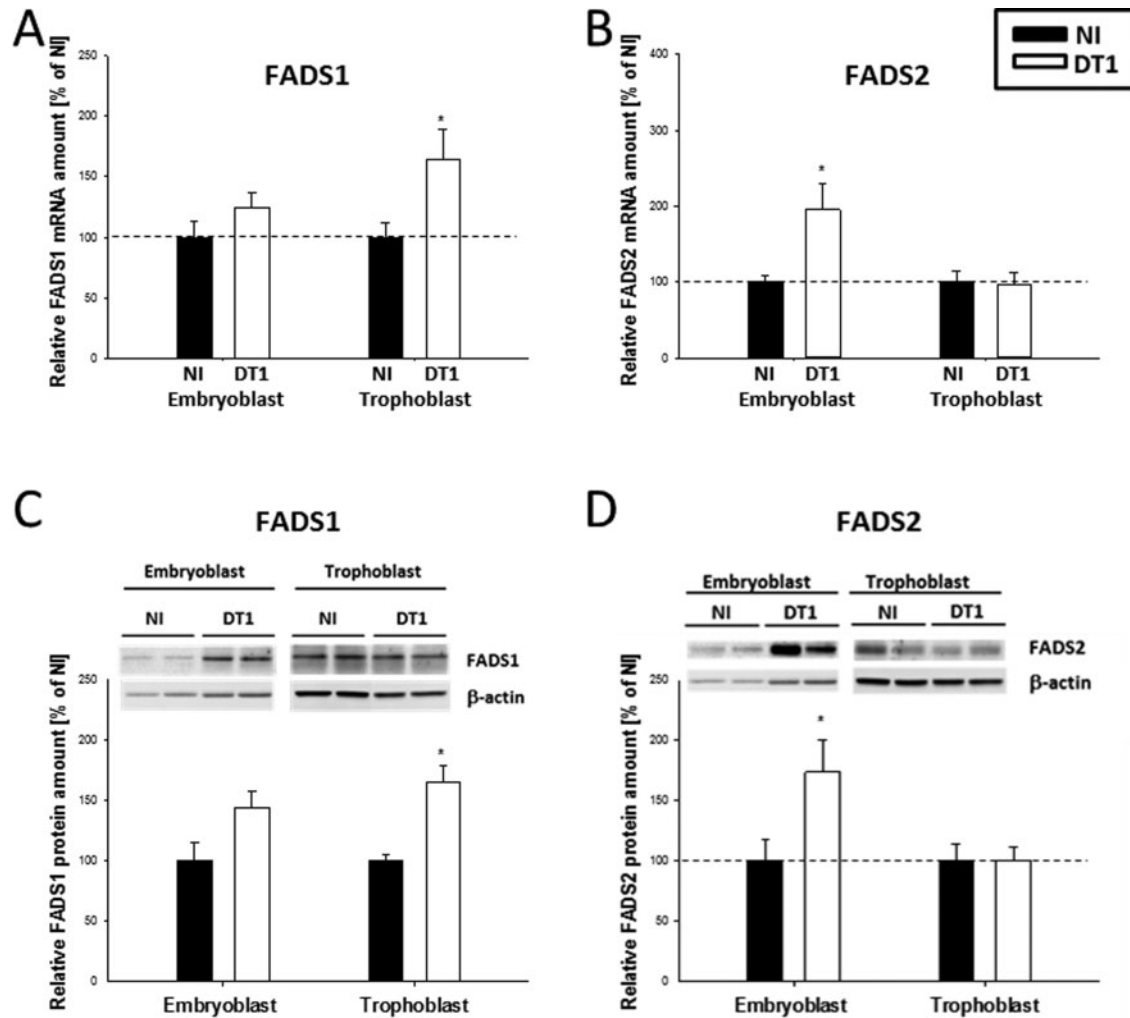 A
FADS1
Relative FADS1 mRNA amount [% of NI]
250
200
150
100
50
0
*
NI DT1 NI DT1
Embryoblast Trophoblast
B
FADS2
NI
DT1
Relative FADS2 mRNA amount [% of NI]
400
300
200
100
0
*
NI DT1 NI DT1
Embryoblast Trophoblast
C
FADS1
Embryoblast Trophoblast
NI DT1 NI DT1
FADS1
β-actin
Relative FADS1 protein amount [% of NI]
250
200
150
100
50
0
*
Embryoblast Trophoblast
D
FADS2
Embryoblast Trophoblast
NI DT1 NI DT1
FADS2
β-actin
Relative FADS2 protein amount [% of NI]
250
200
150
100
50
0
*
Embryoblast Trophoblast